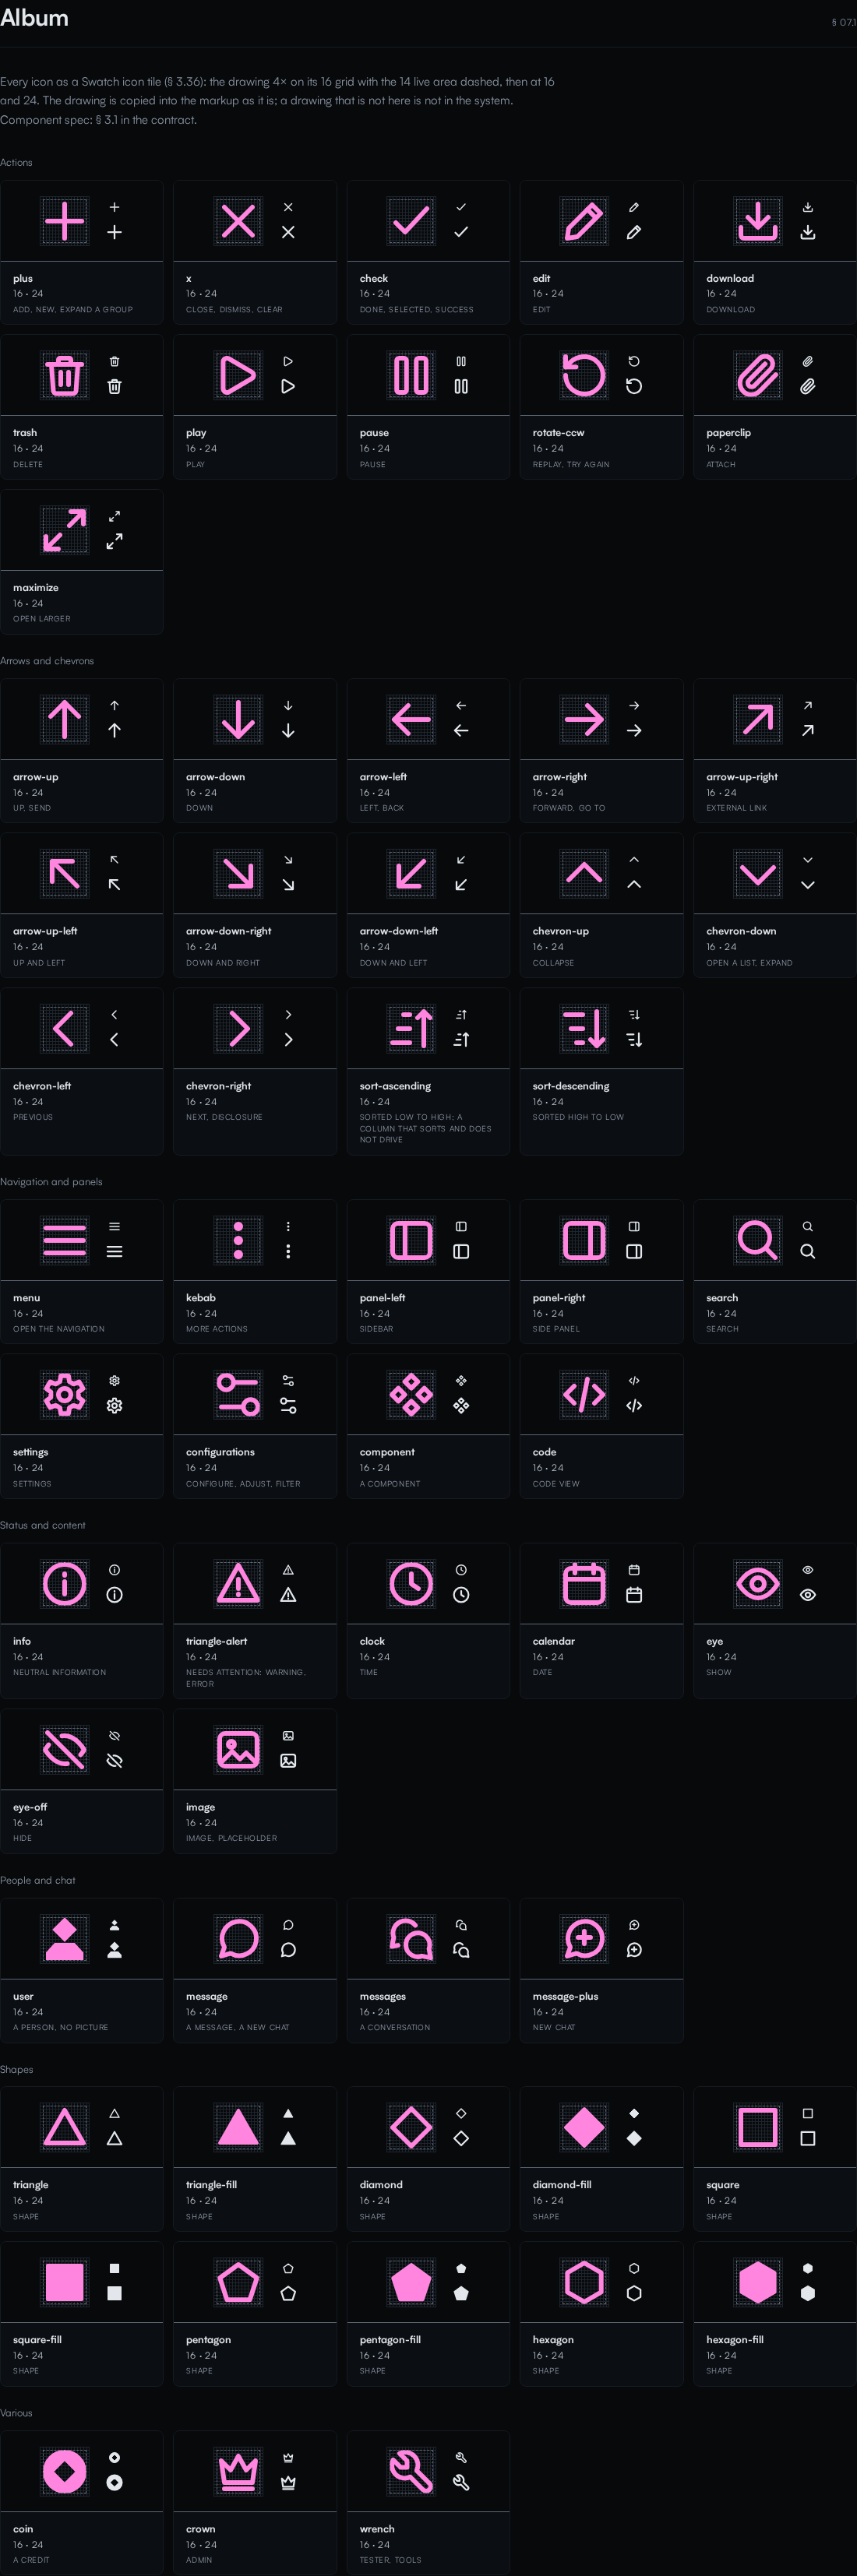 Album
§ 07.1
Every icon as a Swatch icon tile (§ 3.36): the drawing 4× on its 16 grid with the 14 live area dashed, then at 16
and 24. The drawing is copied into the markup as it is; a drawing that is not here is not in the system.
Component spec: § 3.1 in the contract.
Actions
plus
16 · 24
ADD, NEW, EXPAND A GROUP
x
16 · 24
CLOSE, DISMISS, CLEAR
check
16 · 24
DONE, SELECTED, SUCCESS
edit
16 · 24
EDIT
download
16 · 24
DOWNLOAD
trash
16 · 24
DELETE
play
16 · 24
PLAY
pause
16 · 24
PAUSE
rotate-ccw
16 · 24
REPLAY, TRY AGAIN
paperclip
16 · 24
ATTACH
maximize
16 · 24
OPEN LARGER
Arrows and chevrons
arrow-up
16 · 24
UP, SEND
arrow-down
16 · 24
DOWN
arrow-left
16 · 24
LEFT, BACK
arrow-right
16 · 24
FORWARD, GO TO
arrow-up-right
16 · 24
EXTERNAL LINK
arrow-up-left
16 · 24
UP AND LEFT
arrow-down-right
16 · 24
DOWN AND RIGHT
arrow-down-left
16 · 24
DOWN AND LEFT
chevron-up
16 · 24
COLLAPSE
chevron-down
16 · 24
OPEN A LIST, EXPAND
chevron-left
16 · 24
PREVIOUS
chevron-right
16 · 24
NEXT, DISCLOSURE
sort-ascending
16 · 24
SORTED LOW TO HIGH; A
COLUMN THAT SORTS AND DOES
NOT DRIVE
sort-descending
16 · 24
SORTED HIGH TO LOW
Navigation and panels
menu
16 · 24
OPEN THE NAVIGATION
kebab
16 · 24
MORE ACTIONS
panel-left
16 · 24
SIDEBAR
panel-right
16 · 24
SIDE PANEL
search
16 · 24
SEARCH
settings
16 · 24
SETTINGS
configurations
16 · 24
CONFIGURE, ADJUST, FILTER
component
16 · 24
A COMPONENT
code
16 · 24
CODE VIEW
Status and content
info
16 · 24
NEUTRAL INFORMATION
triangle-alert
16 · 24
NEEDS ATTENTION: WARNING,
ERROR
clock
16 · 24
TIME
calendar
16 · 24
DATE
eye
16 · 24
SHOW
eye-off
16 · 24
HIDE
image
16 · 24
IMAGE, PLACEHOLDER
People and chat
user
16 · 24
A PERSON, NO PICTURE
message
16 · 24
A MESSAGE, A NEW CHAT
messages
16 · 24
A CONVERSATION
message-plus
16 · 24
NEW CHAT
Shapes
triangle
16 · 24
SHAPE
triangle-fill
16 · 24
SHAPE
diamond
16 · 24
SHAPE
diamond-fill
16 · 24
SHAPE
square
16 · 24
SHAPE
square-fill
16 · 24
SHAPE
pentagon
16 · 24
SHAPE
pentagon-fill
16 · 24
SHAPE
hexagon
16 · 24
SHAPE
hexagon-fill
16 · 24
SHAPE
Various
coin
16 · 24
A CREDIT
crown
16 · 24
ADMIN
wrench
16 · 24
TESTER, TOOLS